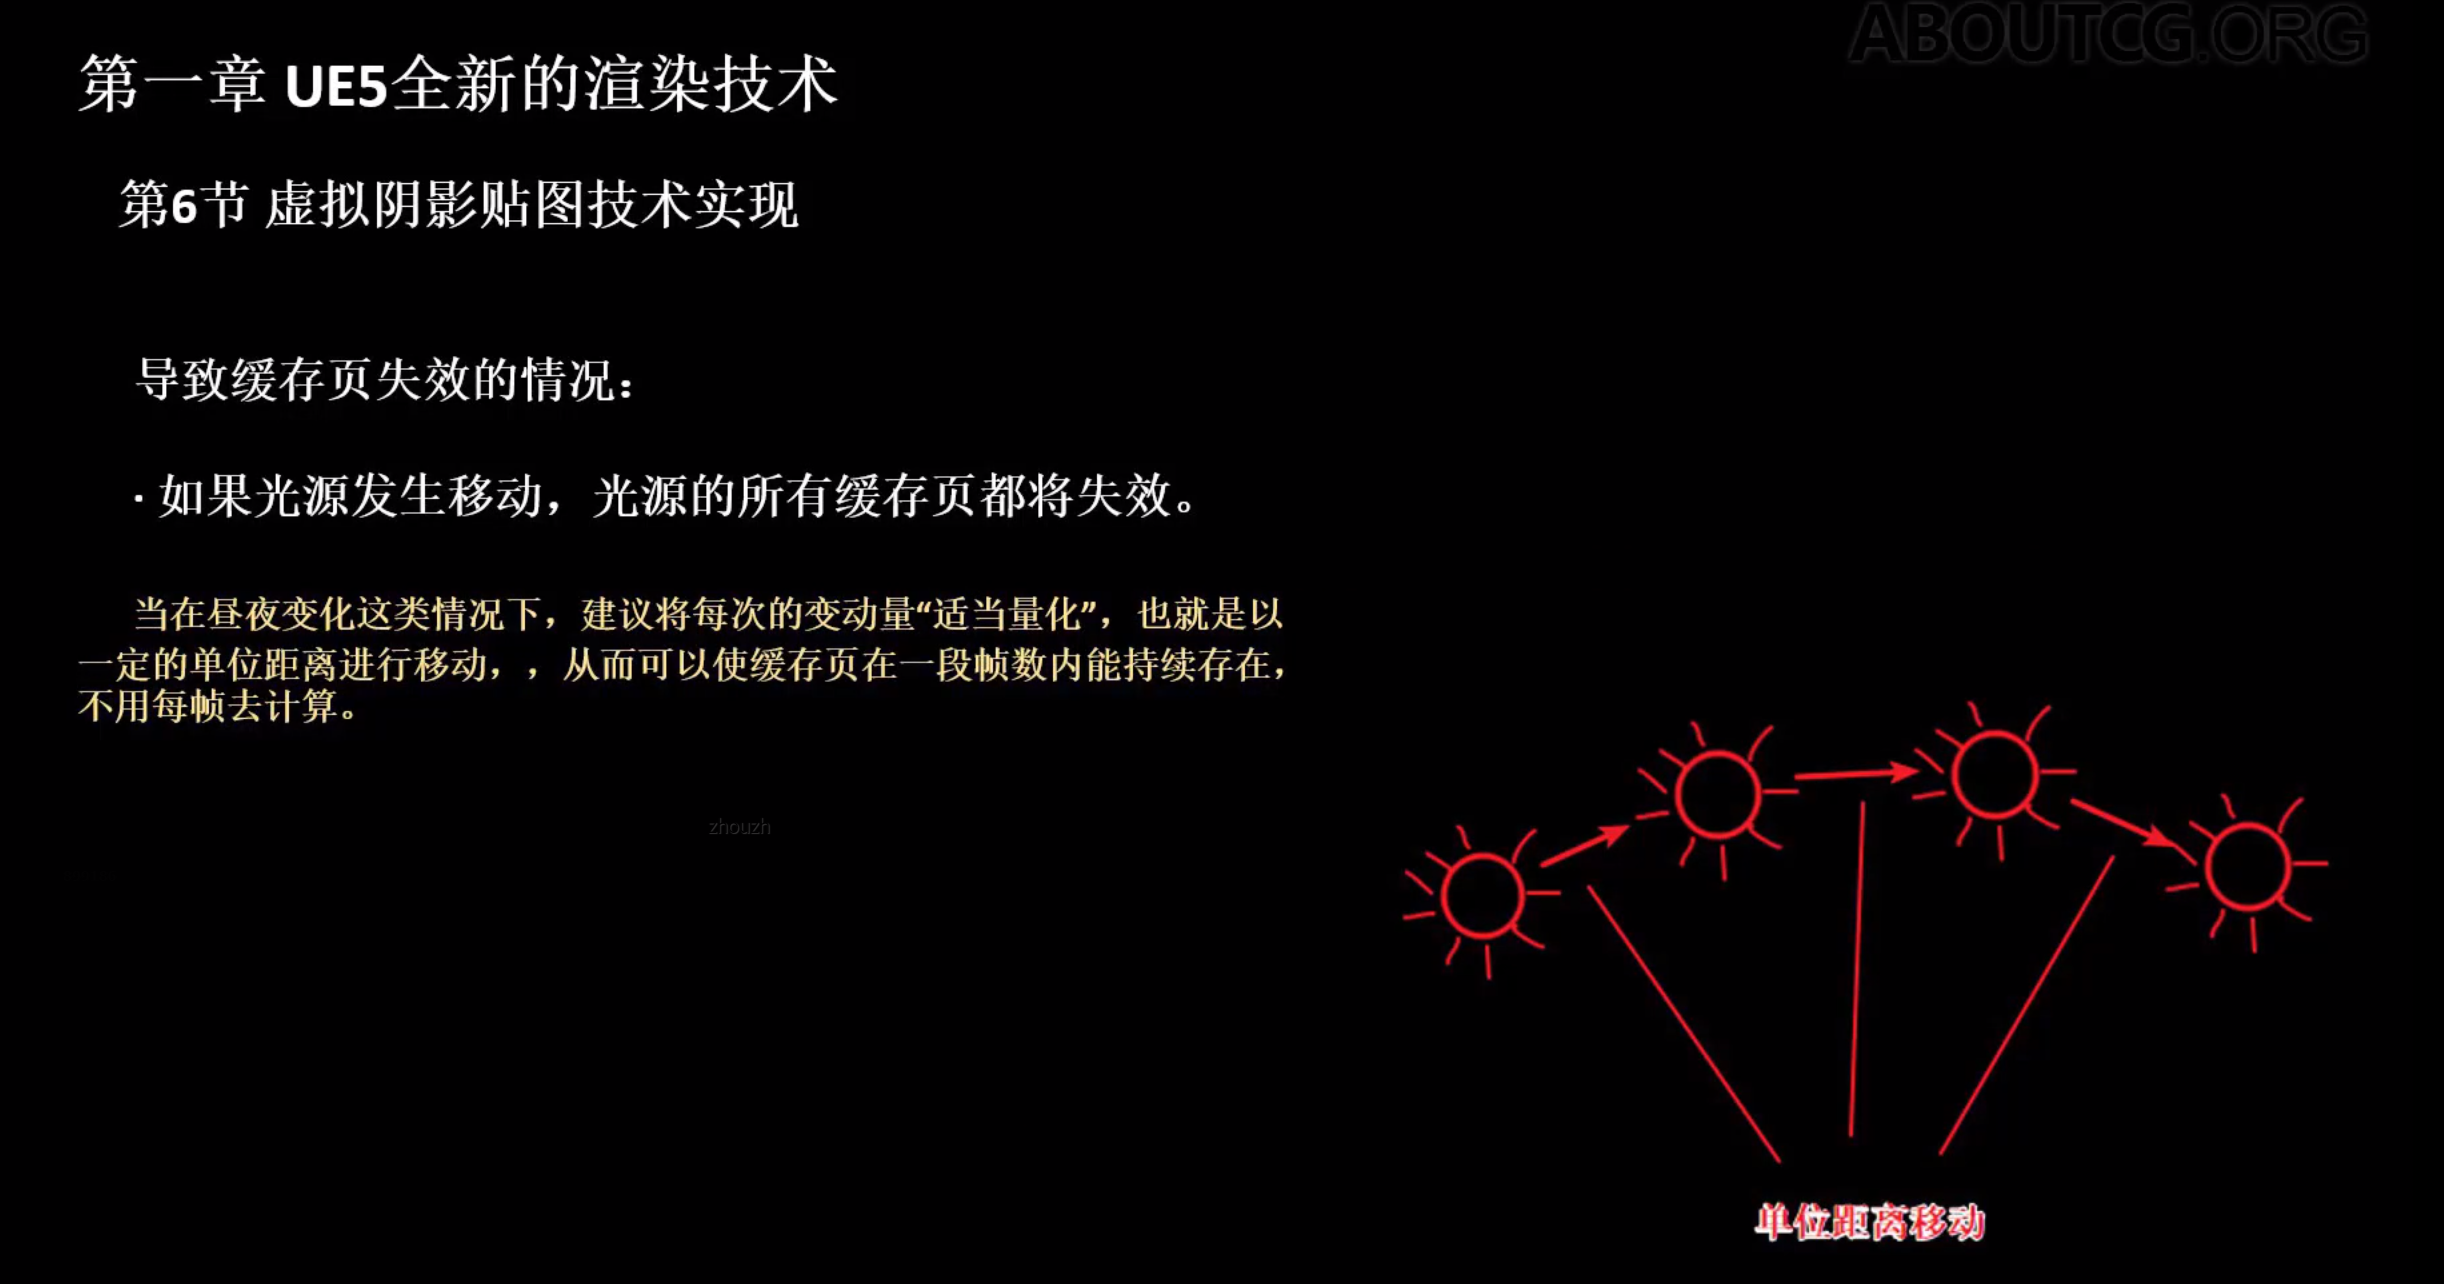 ABOUTCG.ORG
第一章 UE5全新的渲染技术
第6节 虚拟阴影贴图技术实现
导致缓存页失效的情况：
· 如果光源发生移动，光源的所有缓存页都将失效。
当在昼夜变化这类情况下，建议将每次的变动量“适当量化”，也就是以
一定的单位距离进行移动，，从而可以使缓存页在一段帧数内能持续存在，
不用每帧去计算。
zhouzh
单位距离移动